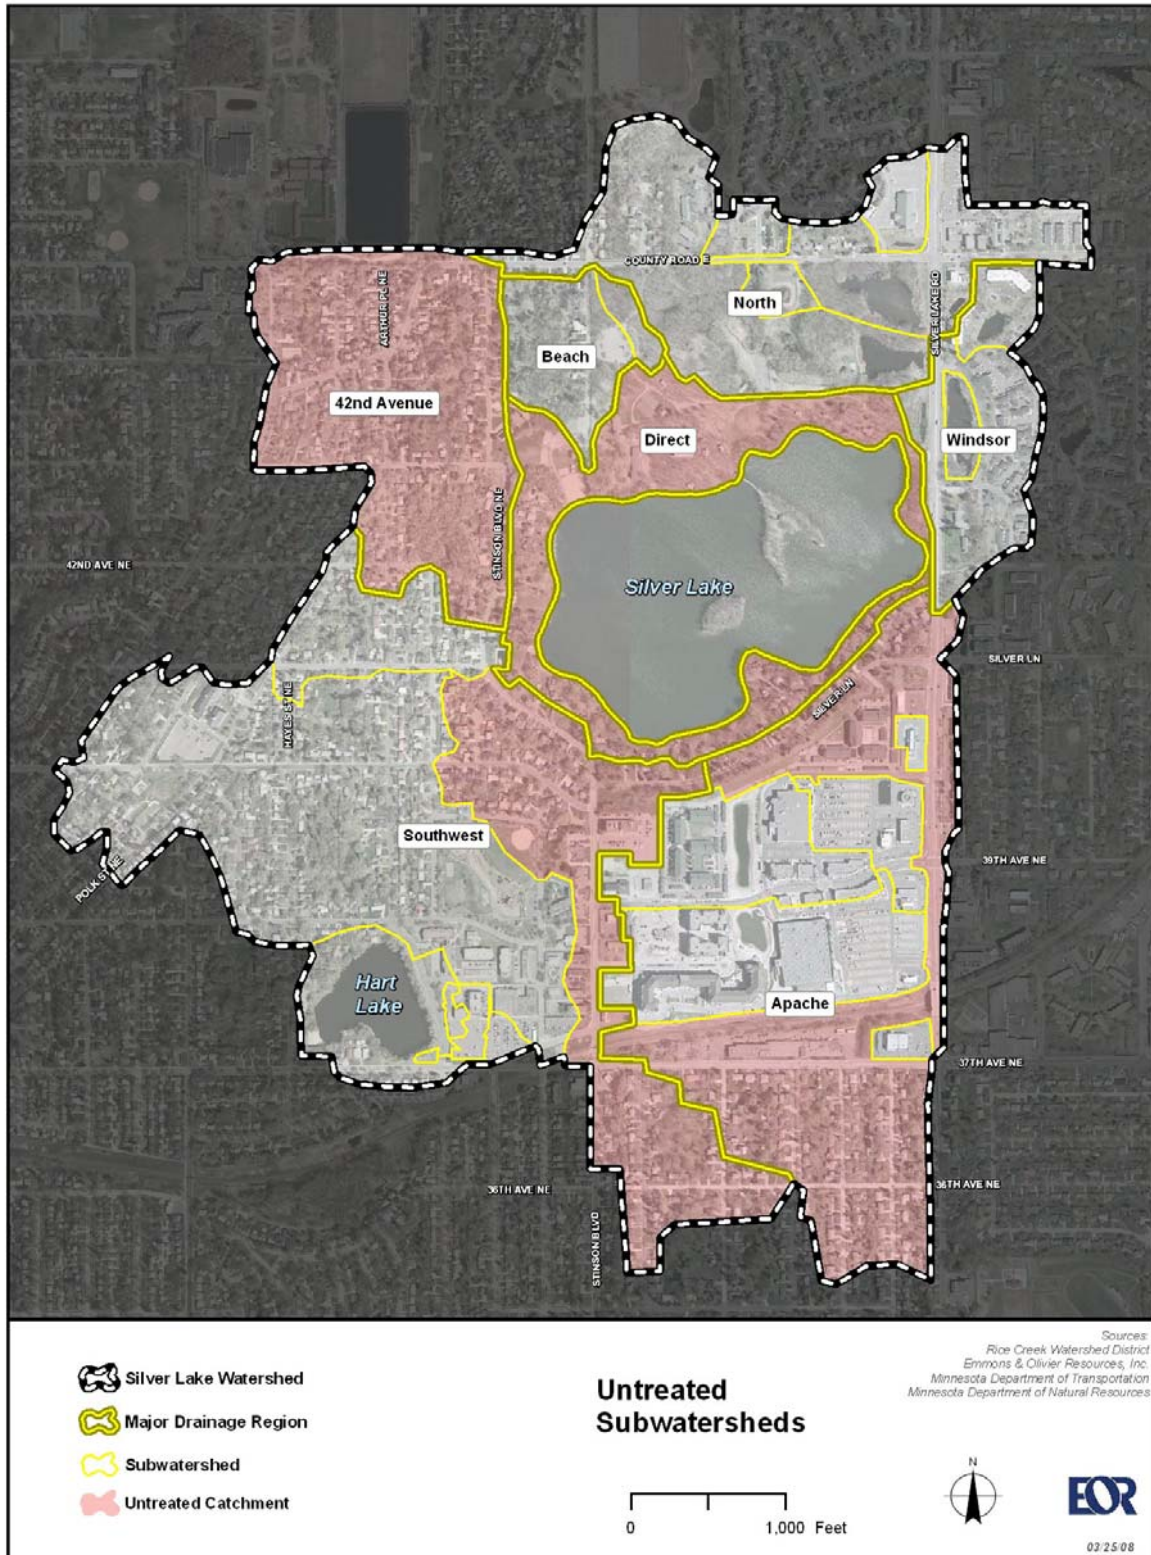 COUNTY ROAD E
ARTHUR PL NE
North
SILVER LAKE RD
Beach
42nd Avenue
Direct
Windsor
STINSON BLVD NE
42ND AVE NE
Silver Lake
SILVER LN
SILVER LN
HAYES ST NE
Southwest
POLK ST NE
39TH AVE NE
Hart
Lake
Apache
37TH AVE NE
36TH AVE NE
36TH AVE NE
STINSON BLVD
Silver Lake Watershed
Major Drainage Region
Subwatershed
Untreated Catchment
Untreated
Subwatersheds
0 1,000 Feet
Sources:
Rice Creek Watershed District
Emmons & Olivier Resources, Inc.
Minnesota Department of Transportation
Minnesota Department of Natural Resources
N
EOR
03/25/08